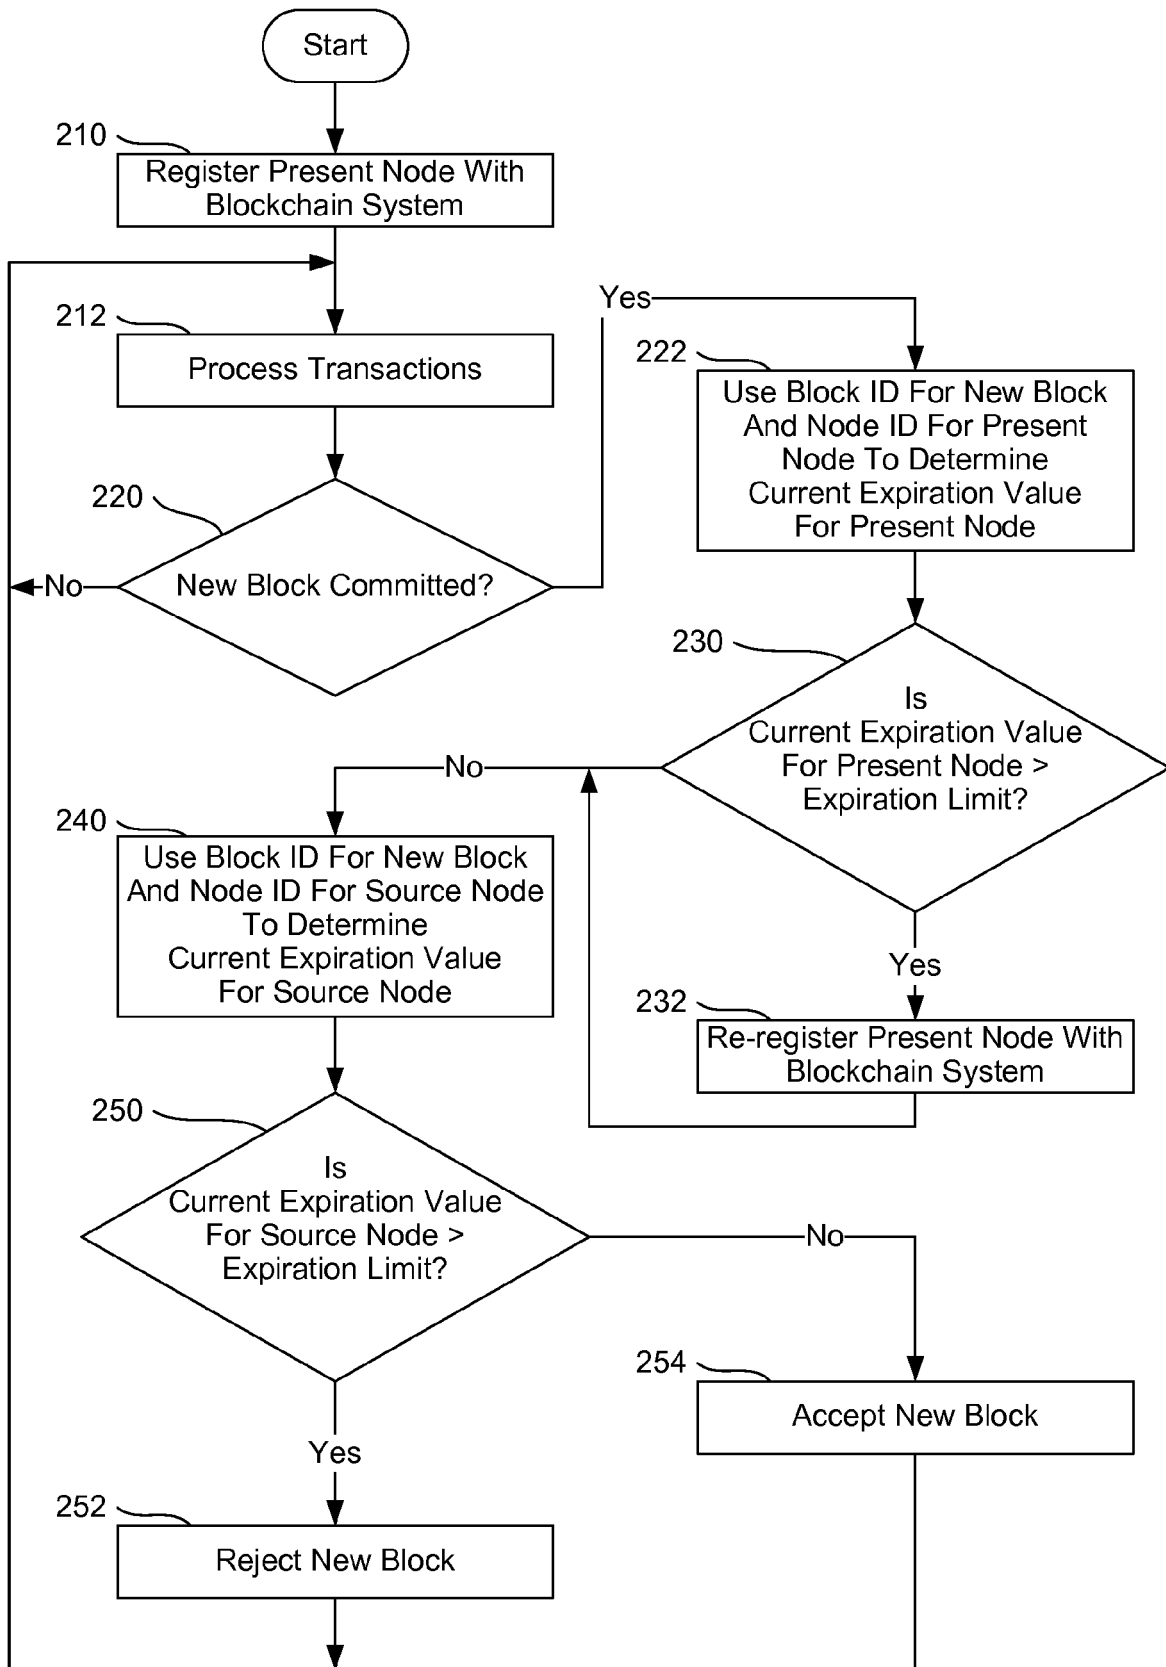 Start
210
Register Present Node With
Blockchain System
212
Process Transactions
220
New Block Committed?
No
Yes
222
Use Block ID For New Block
And Node ID For Present
Node To Determine
Current Expiration Value
For Present Node
230
Is
Current Expiration Value
For Present Node >
Expiration Limit?
No
Yes
232
Re-register Present Node With
Blockchain System
240
Use Block ID For New Block
And Node ID For Source Node
To Determine
Current Expiration Value
For Source Node
250
Is
Current Expiration Value
For Source Node >
Expiration Limit?
No
Yes
254
Accept New Block
252
Reject New Block